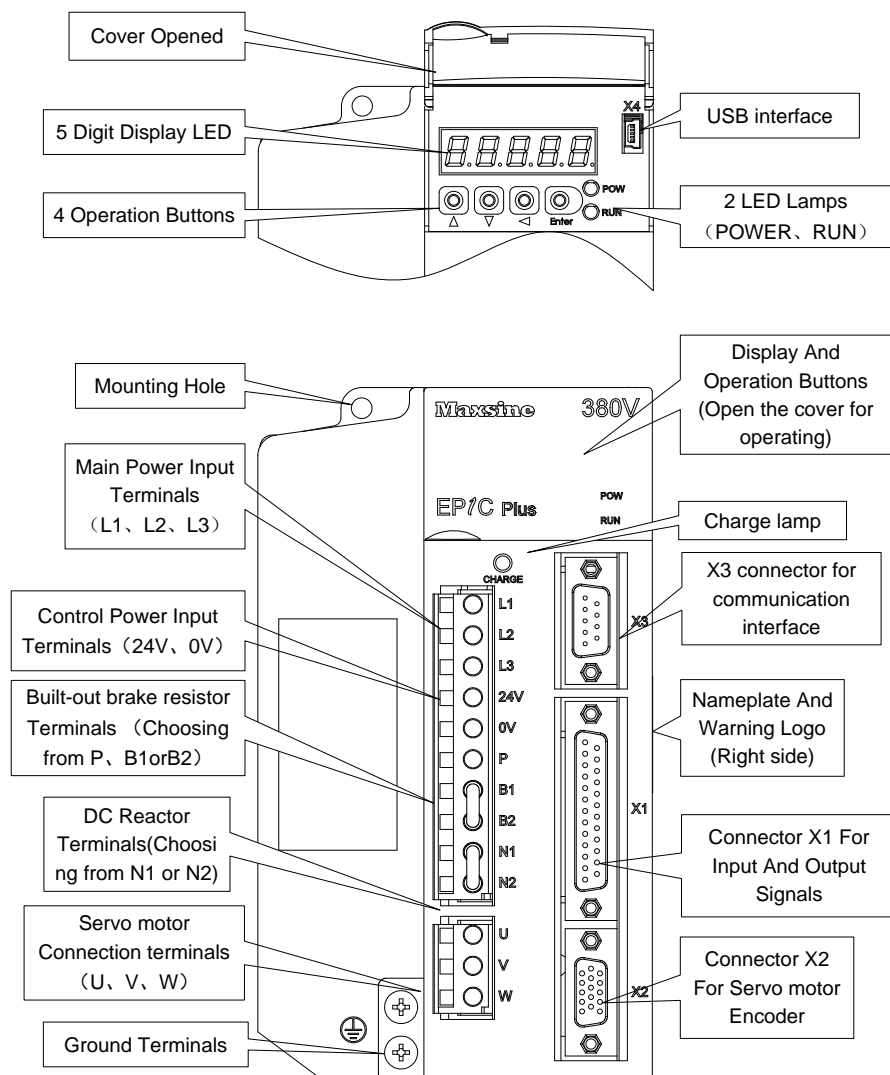 Cover Opened
X4
USB interface
5 Digit Display LED
8.8.8.8.8.
POW
4 Operation Buttons
2 LED Lamps
（POWER、RUN）
RUN
△ ▽ ◁ Enter
Mounting Hole
Maxsine 380V
Display And
Operation Buttons
(Open the cover for
operating)
Main Power Input
Terminals
（L1、L2、L3）
EP1C Plus
POW
RUN
Charge lamp
CHARGE
X3 connector for
communication
interface
X3
Control Power Input
Terminals（24V、0V）
L1
L2
L3
24V
0V
P
B1
B2
N1
N2
Built-out brake resistor
Terminals （Choosing
from P、B1orB2）
Nameplate And
Warning Logo
(Right side)
X1
DC Reactor
Terminals(Choosi
ng from N1 or N2)
Connector X1 For
Input And Output
Signals
Servo motor
Connection terminals
（U、V、W）
U
V
W
X2
Connector X2
For Servo motor
Encoder
Ground Terminals